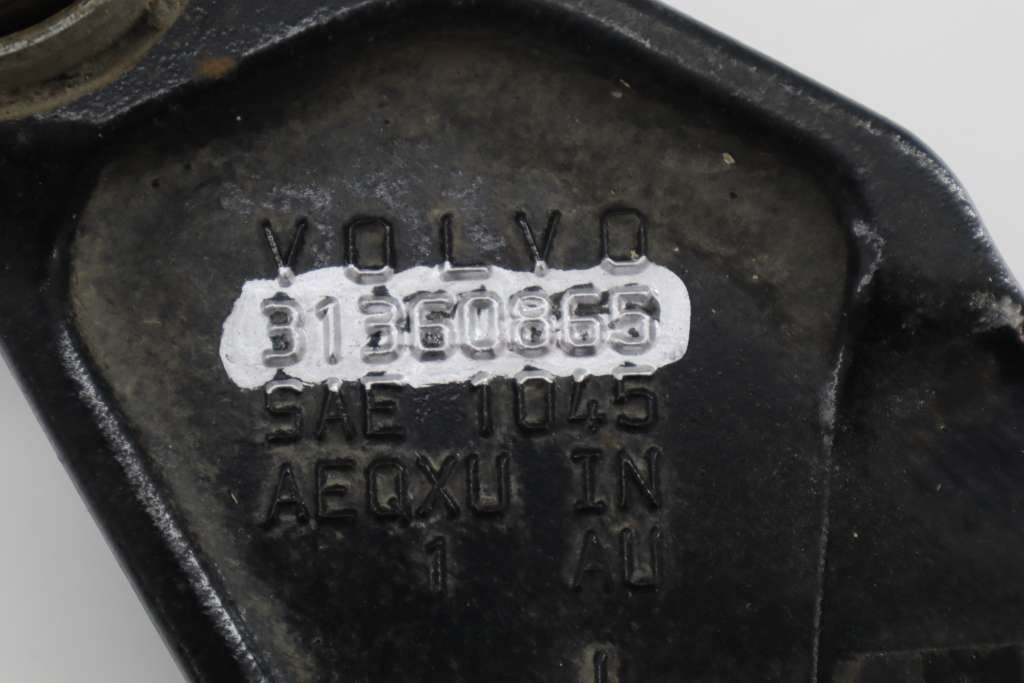 VOLVO
31360865
SAE 1045
AEQXU IN
1 AU